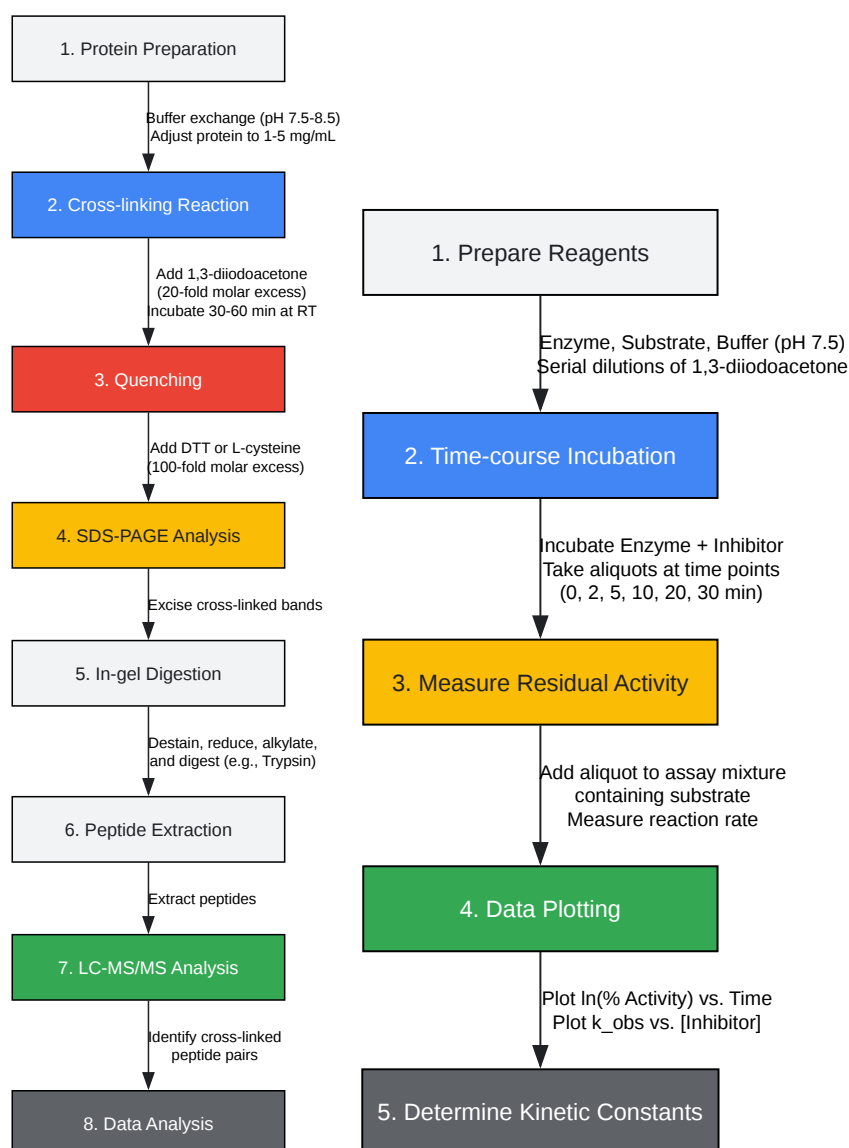 1. Protein Preparation
Buffer exchange (pH 7.5-8.5)
Adjust protein to 1-5 mg/mL
2. Cross-linking Reaction
Add 1,3-diiodoacetone
(20-fold molar excess)
Incubate 30-60 min at RT
3. Quenching
Add DTT or L-cysteine
(100-fold molar excess)
4. SDS-PAGE Analysis
Excise cross-linked bands
5. In-gel Digestion
Destain, reduce, alkylate,
and digest (e.g., Trypsin)
6. Peptide Extraction
Extract peptides
7. LC-MS/MS Analysis
Identify cross-linked
peptide pairs
8. Data Analysis
1. Prepare Reagents
Enzyme, Substrate, Buffer (pH 7.5)
Serial dilutions of 1,3-diiodoacetone
2. Time-course Incubation
Incubate Enzyme + Inhibitor
Take aliquots at time points
(0, 2, 5, 10, 20, 30 min)
3. Measure Residual Activity
Add aliquot to assay mixture
containing substrate
Measure reaction rate
4. Data Plotting
Plot ln(% Activity) vs. Time
Plot k_obs vs. [Inhibitor]
5. Determine Kinetic Constants